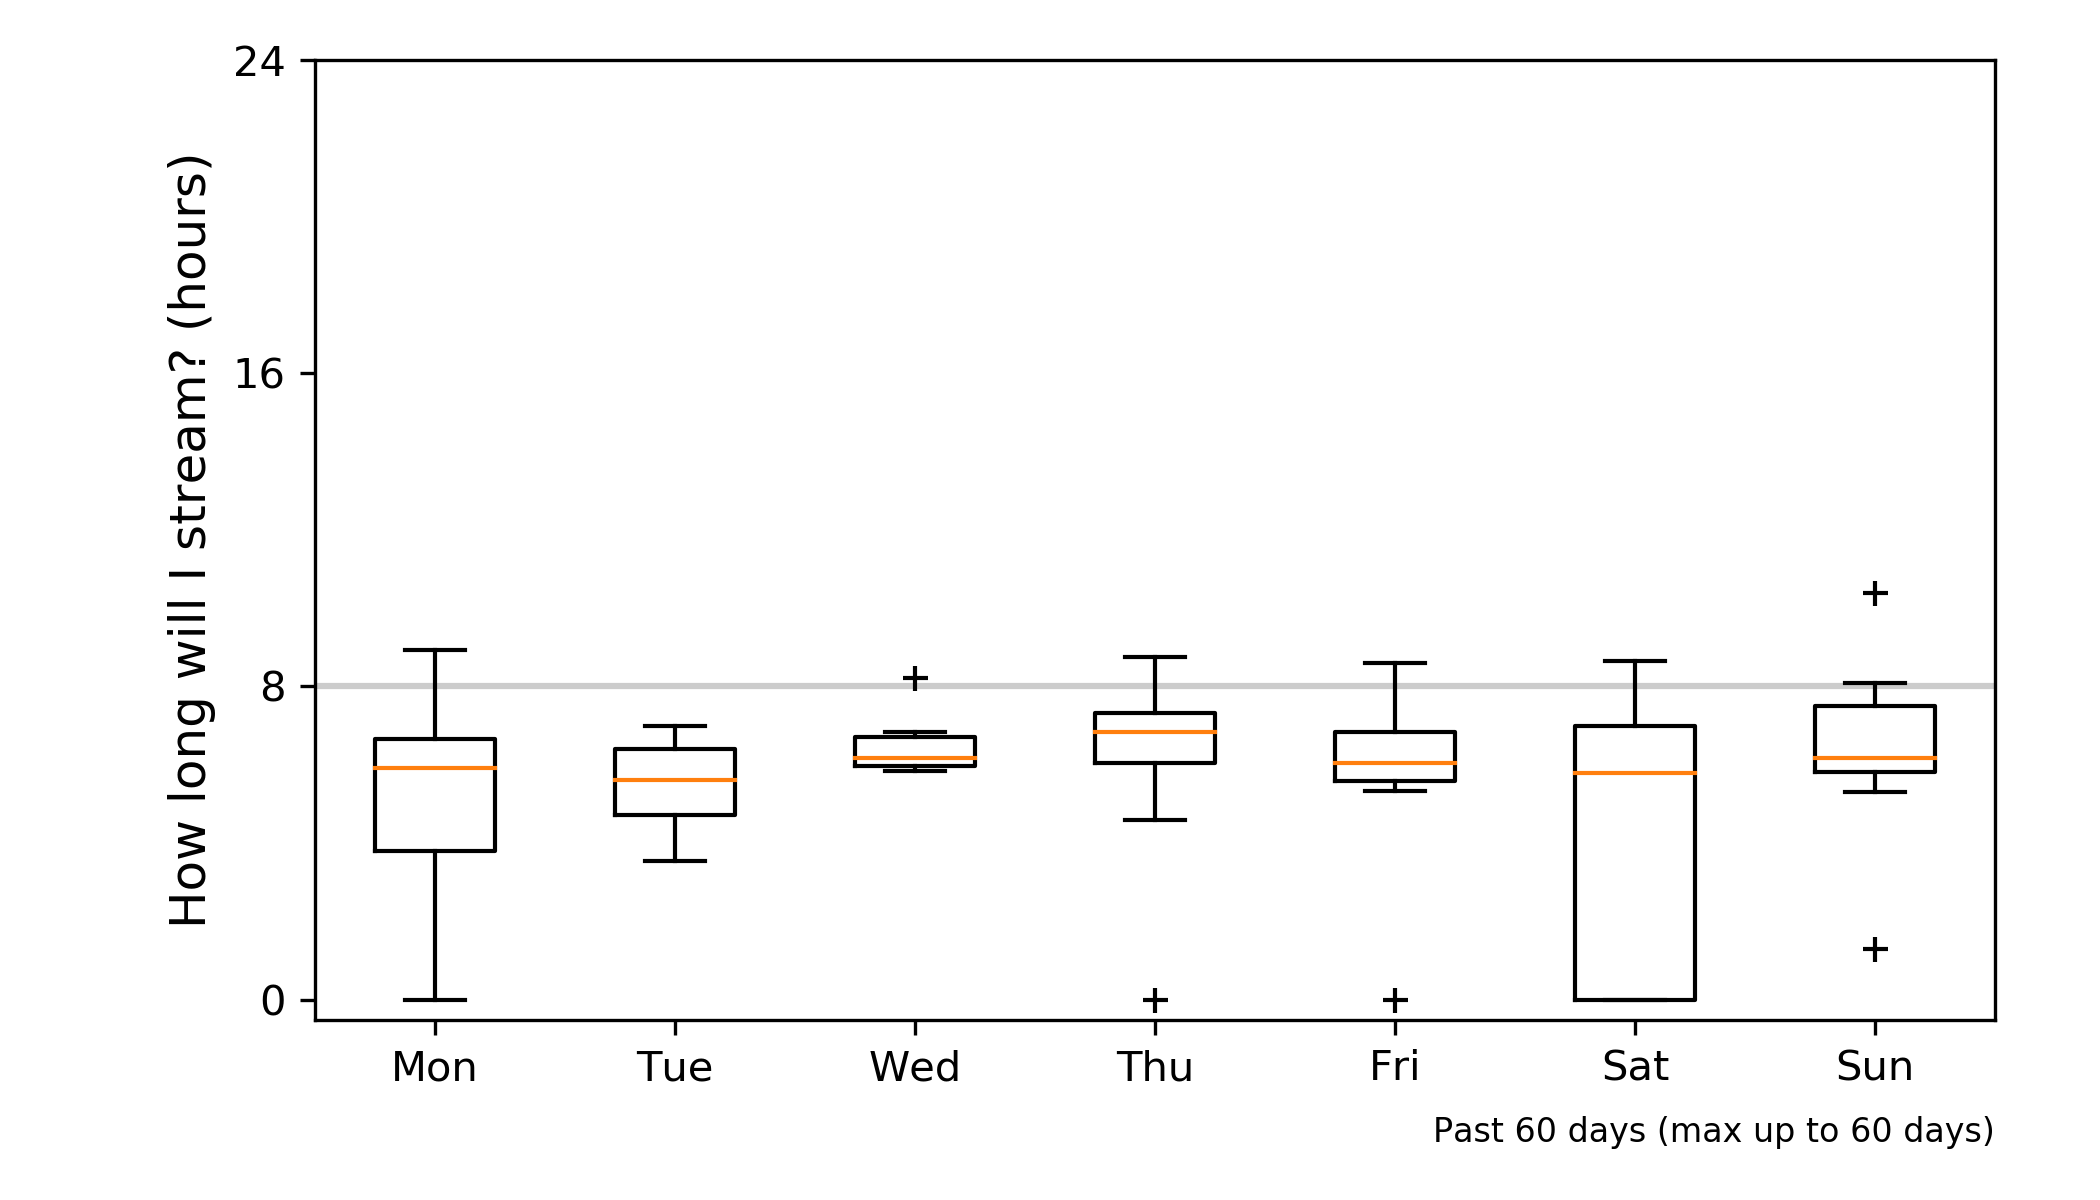 How long will I stream? (hours)
24
16
8
0
Mon Tue Wed Thu Fri Sat Sun
Past 60 days (max up to 60 days)